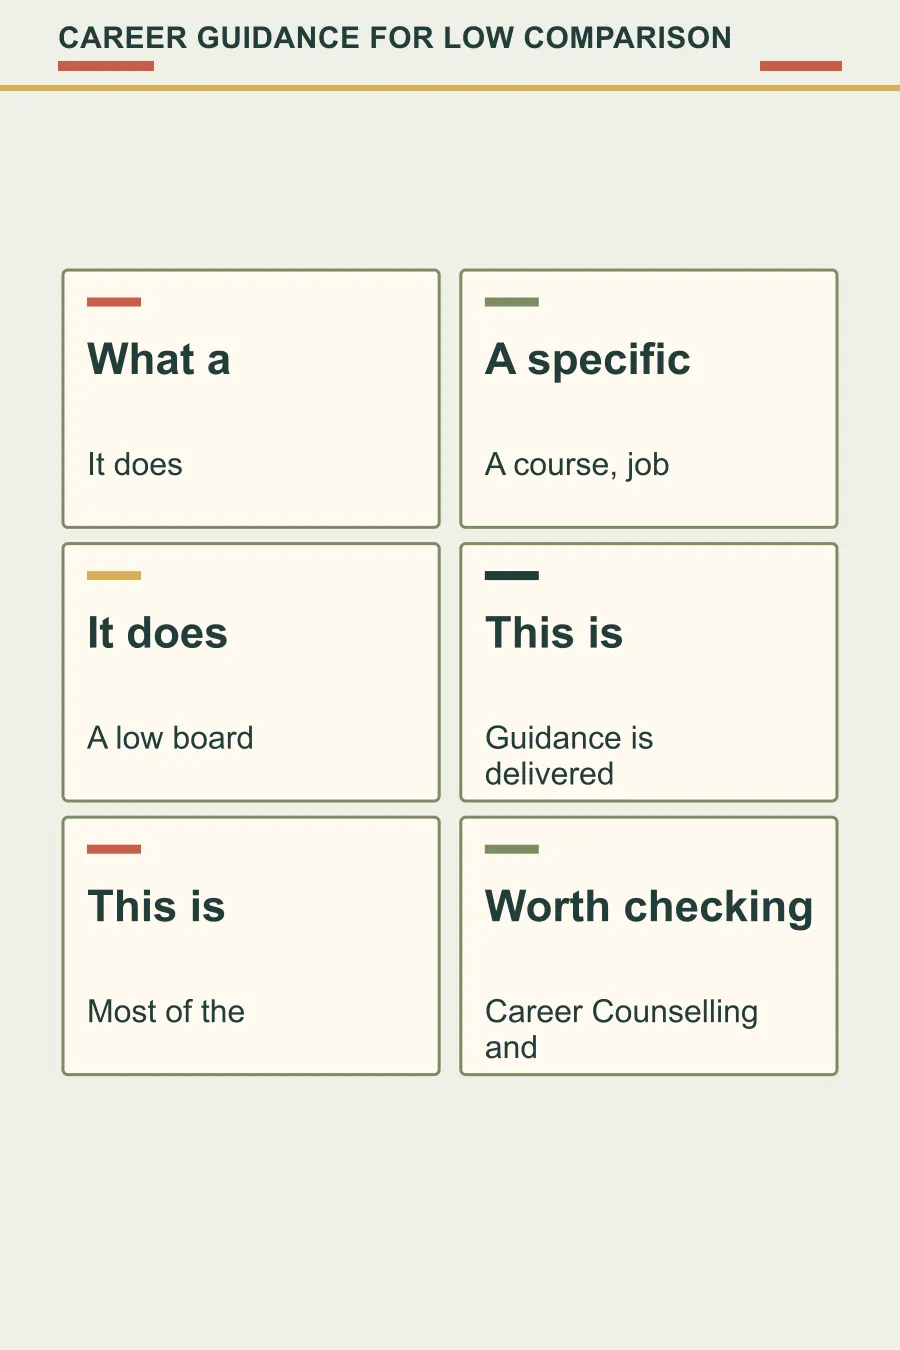 CAREER GUIDANCE FOR LOW COMPARISON
What a
It does
A specific
A course, job
It does
A low board
This is
Guidance is
delivered
This is
Most of the
Worth checking
Career Counselling
and